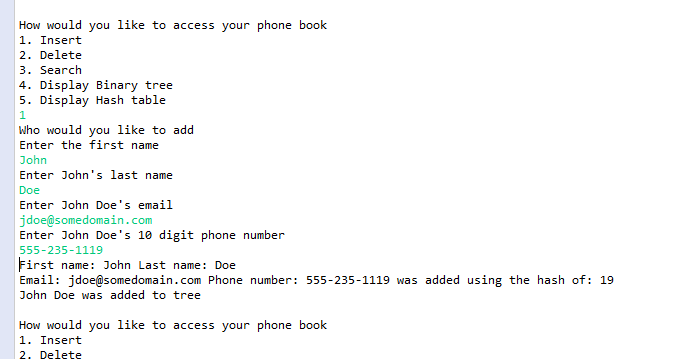 How would you like to access your phone book
1. Insert
2. Delete
3. Search
4. Display Binary tree
5. Display Hash table
1
Who would you like to add
Enter the first name
John
Enter John's last name
Doe
Enter John Doe's email
jdoe@somedomain.com
Enter John Doe's 10 digit phone number
555-235-1119
First name: John Last name: Doe
Email: jdoe@somedomain.com Phone number: 555-235-1119 was added using the hash of: 19
John Doe was added to tree
How would you like to access your phone book
1. Insert
2. Delete